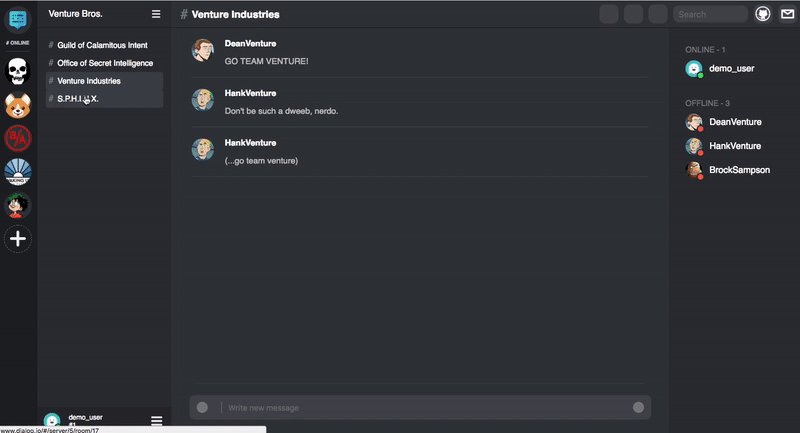 Venture Bros.
# Venture Industries
Search
# ONLINE
# Guild of Calamitous Intent
# Office of Secret Intelligence
# Venture Industries
# S.P.H.I.N.X.
DeanVenture
GO TEAM VENTURE!
HankVenture
Don't be such a dweeb, nerdo.
HankVenture
(...go team venture)
ONLINE - 1
demo_user
OFFLINE - 3
DeanVenture
HankVenture
BrockSampson
Write new message
demo_user
#1
www.dialog.io/#/server/5/room/17